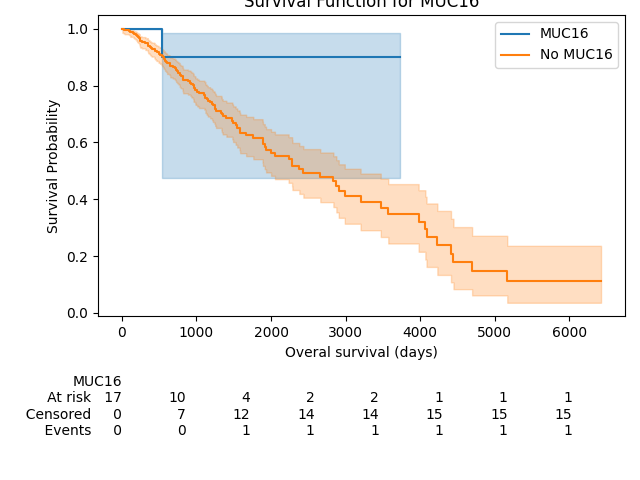 Survival Function for MUC16
MUC16
No MUC16
1.0
0.8
0.6
0.4
0.2
0.0
Survival Probability
0 1000 2000 3000 4000 5000 6000
Overal survival (days)
MUC16
At risk 17 10 4 2 2 1 1 1
Censored 0 7 12 14 14 15 15 15
Events 0 0 1 1 1 1 1 1